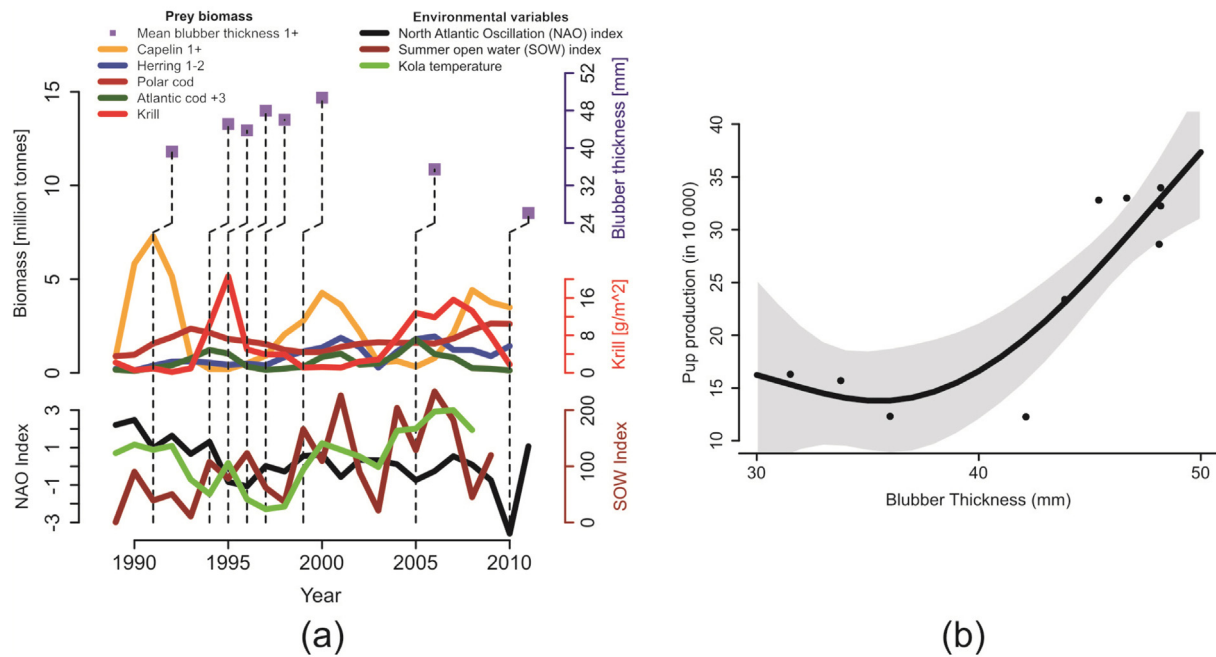 Prey biomass
Mean blubber thickness 1+
Capelin 1+
Herring 1-2
Polar cod
Atlantic cod +3
Krill
Environmental variables
North Atlantic Oscillation (NAO) index
Summer open water (SOW) index
Kola temperature
Biomass [million tonnes]
15
10
5
0
Blubber thickness [mm]
52
48
40
32
24
Krill [g/m^2]
16
8
4
0
NAO Index
3
1
-1
-3
SOW Index
200
100
0
1990 1995 2000 2005 2010
Year
(a)
Pup production (in 10 000)
40
35
30
25
20
15
10
30 40 50
Blubber Thickness (mm)
(b)